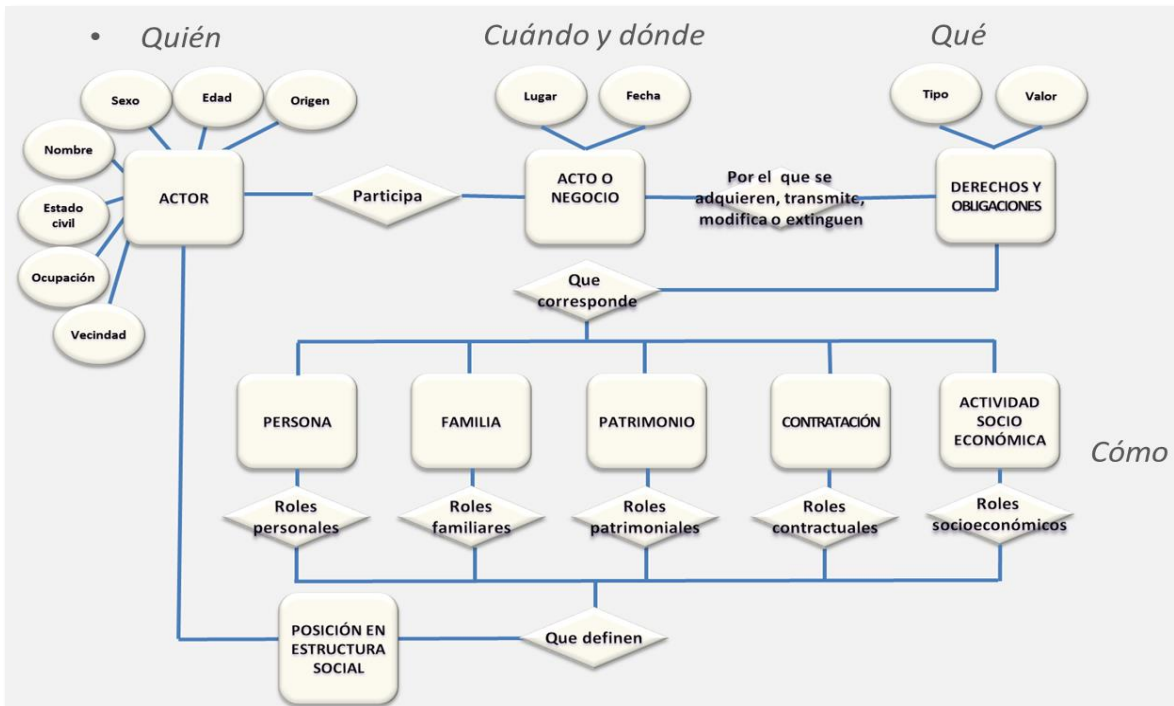 • Quién
Cuándo y dónde
Qué
Sexo
Edad
Origen
Nombre
Estado
civil
Ocupación
Vecindad
ACTOR
Participa
Lugar
Fecha
ACTO O
NEGOCIO
Por el que se
adquieren, transmite,
modifica o extinguen
Tipo
Valor
DERECHOS Y
OBLIGACIONES
Que
corresponde
PERSONA
FAMILIA
PATRIMONIO
CONTRATACIÓN
ACTIVIDAD
SOCIO
ECONÓMICA
Cómo
Roles
personales
Roles
familiares
Roles
patrimoniales
Roles
contractuales
Roles
socioeconómicos
POSICIÓN EN
ESTRUCTURA
SOCIAL
Que definen